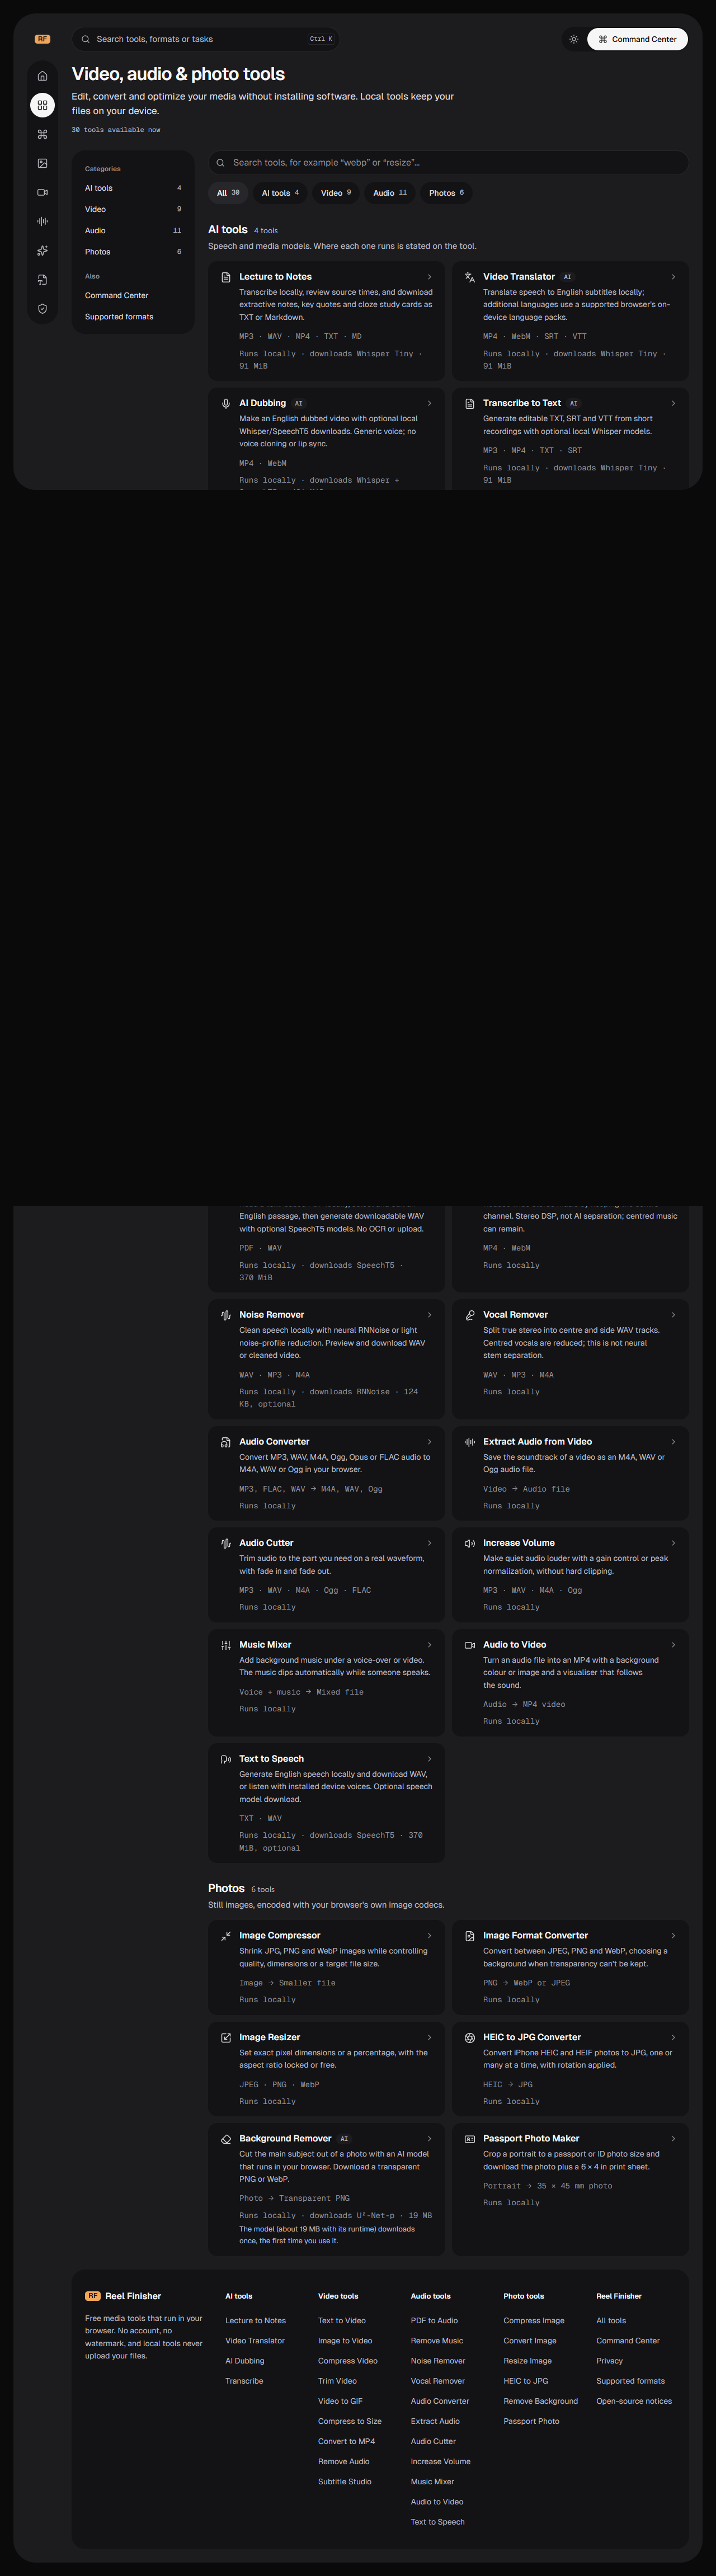 RF
Search tools, formats or tasks
Ctrl K
Command Center
Video, audio & photo tools
Edit, convert and optimize your media without installing software. Local tools keep your
files on your device.
30 tools available now
Categories
AI tools 4
Video 9
Audio 11
Photos 6
Also
Command Center
Supported formats
Search tools, for example “webp” or “resize”…
All 30
AI tools 4
Video 9
Audio 11
Photos 6
AI tools 4 tools
Speech and media models. Where each one runs is stated on the tool.
Lecture to Notes
Transcribe locally, review source times, and download
extractive notes, key quotes and cloze study cards as
TXT or Markdown.
MP3 · WAV · MP4 · TXT · MD
Runs locally · downloads Whisper Tiny ·
91 MiB
Video Translator AI
Translate speech to English subtitles locally;
additional languages use a supported browser's on-
device language packs.
MP4 · WebM · SRT · VTT
Runs locally · downloads Whisper Tiny ·
91 MiB
AI Dubbing AI
Make an English dubbed video with optional local
Whisper/SpeechT5 downloads. Generic voice; no
voice cloning or lip sync.
MP4 · WebM
Runs locally · downloads Whisper +
Transcribe to Text AI
Generate editable TXT, SRT and VTT from short
recordings with optional local Whisper models.
MP3 · MP4 · TXT · SRT
Runs locally · downloads Whisper Tiny ·
91 MiB
English passage, then generate downloadable WAV
with optional SpeechT5 models. No OCR or upload.
PDF · WAV
Runs locally · downloads SpeechT5 ·
370 MiB
channel. Stereo DSP, not AI separation; centred music
can remain.
MP4 · WebM
Runs locally
Noise Remover
Clean speech locally with neural RNNoise or light
noise-profile reduction. Preview and download WAV
or cleaned video.
WAV · MP3 · M4A
Runs locally · downloads RNNoise · 124
KB, optional
Vocal Remover
Split true stereo into centre and side WAV tracks.
Centred vocals are reduced; this is not neural
stem separation.
WAV · MP3 · M4A
Runs locally
Audio Converter
Convert MP3, WAV, M4A, Ogg, Opus or FLAC audio to
M4A, WAV or Ogg in your browser.
MP3, FLAC, WAV → M4A, WAV, Ogg
Runs locally
Extract Audio from Video
Save the soundtrack of a video as an M4A, WAV or
Ogg audio file.
Video → Audio file
Runs locally
Audio Cutter
Trim audio to the part you need on a real waveform,
with fade in and fade out.
MP3 · WAV · M4A · Ogg · FLAC
Runs locally
Increase Volume
Make quiet audio louder with a gain control or peak
normalization, without hard clipping.
MP3 · WAV · M4A · Ogg
Runs locally
Music Mixer
Add background music under a voice-over or video.
The music dips automatically while someone speaks.
Voice + music → Mixed file
Runs locally
Audio to Video
Turn an audio file into an MP4 with a background
colour or image and a visualiser that follows
the sound.
Audio → MP4 video
Runs locally
Text to Speech
Generate English speech locally and download WAV,
or listen with installed device voices. Optional speech
model download.
TXT · WAV
Runs locally · downloads SpeechT5 · 370
MiB, optional
Photos 6 tools
Still images, encoded with your browser's own image codecs.
Image Compressor
Shrink JPG, PNG and WebP images while controlling
quality, dimensions or a target file size.
Image → Smaller file
Runs locally
Image Format Converter
Convert between JPEG, PNG and WebP, choosing a
background when transparency can't be kept.
PNG → WebP or JPEG
Runs locally
Image Resizer
Set exact pixel dimensions or a percentage, with the
aspect ratio locked or free.
JPEG · PNG · WebP
Runs locally
HEIC to JPG Converter
Convert iPhone HEIC and HEIF photos to JPG, one or
many at a time, with rotation applied.
HEIC → JPG
Runs locally
Background Remover AI
Cut the main subject out of a photo with an AI model
that runs in your browser. Download a transparent
PNG or WebP.
Photo → Transparent PNG
Runs locally · downloads U²-Net-p · 19 MB
The model (about 19 MB with its runtime) downloads
once, the first time you use it.
Passport Photo Maker
Crop a portrait to a passport or ID photo size and
download the photo plus a 6 × 4 in print sheet.
Portrait → 35 × 45 mm photo
Runs locally
RF Reel Finisher
Free media tools that run in your
browser. No account, no
watermark, and local tools never
upload your files.
AI tools
Lecture to Notes
Video Translator
AI Dubbing
Transcribe
Video tools
Text to Video
Image to Video
Compress Video
Trim Video
Video to GIF
Compress to Size
Convert to MP4
Remove Audio
Subtitle Studio
Audio tools
PDF to Audio
Remove Music
Noise Remover
Vocal Remover
Audio Converter
Extract Audio
Audio Cutter
Increase Volume
Music Mixer
Audio to Video
Text to Speech
Photo tools
Compress Image
Convert Image
Resize Image
HEIC to JPG
Remove Background
Passport Photo
Reel Finisher
All tools
Command Center
Privacy
Supported formats
Open-source notices